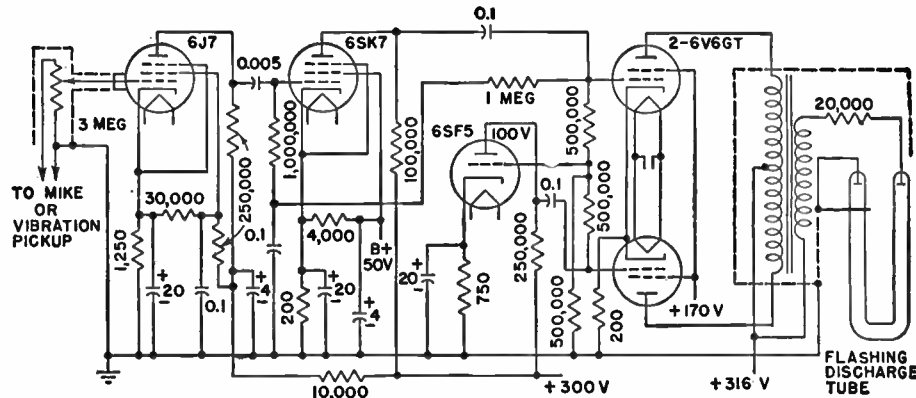 6J7
0.005
6SK7
0.1
2-6V6GT
3 MEG
1 MEG
20,000
6SF5
100 V
TO MIKE
OR
VIBRATION
PICKUP
30,000
1,250
+
20
-
0.1
250,000
0.1
+
4
-
1,000,000
4,000
200
+
20
-
B+
50V
+
4
-
100,000
+
20
-
750
250,000
0.1
500,000
500,000
500,000
200
+170 V
10,000
+300 V
+316 V
FLASHING
DISCHARGE
TUBE